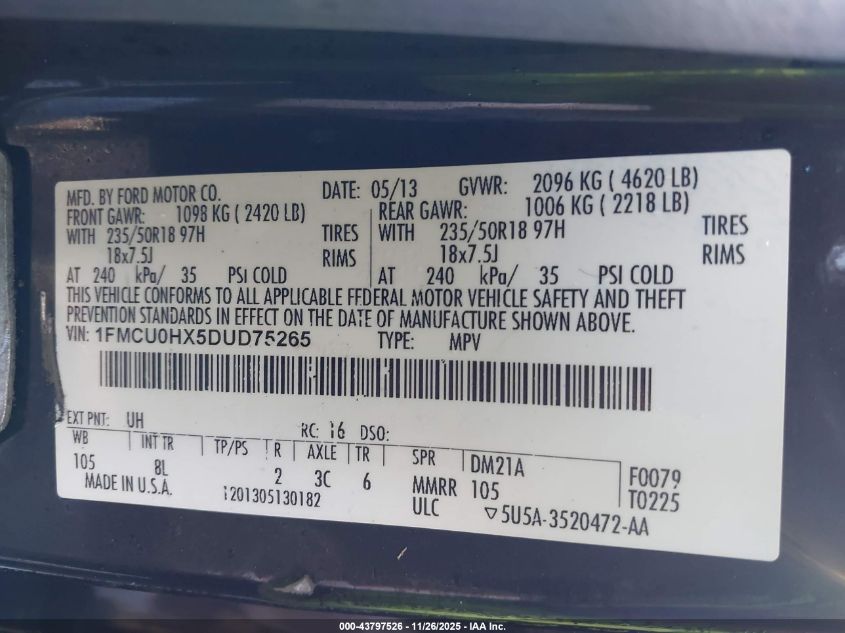 MFD. BY FORD MOTOR CO. DATE: 05/13 GVWR: 2096 KG ( 4620 LB)
FRONT GAWR: 1098 KG ( 2420 LB) REAR GAWR: 1006 KG ( 2218 LB)
WITH 235/50R18 97H TIRES WITH 235/50R18 97H TIRES
18x7.5J RIMS 18x7.5J RIMS
AT 240 kPa/ 35 PSI COLD AT 240 kPa/ 35 PSI COLD
THIS VEHICLE CONFORMS TO ALL APPLICABLE FEDERAL MOTOR VEHICLE SAFETY AND THEFT
PREVENTION STANDARDS IN EFFECT ON THE DATE OF MANUFACTURE SHOWN ABOVE.
VIN: 1FMCU0HX5DUD75265 TYPE: MPV
EXT PNT: UH RC: 16 DSO:
WB INT TR TP/PS R AXLE TR SPR DM21A F0079
105 8L 2 3C 6 MMRR 105 T0225
MADE IN U.S.A. 201305130182 ULC ▽5U5A-3520472-AA
000-43797526 - 11/26/2025 - IAA Inc.